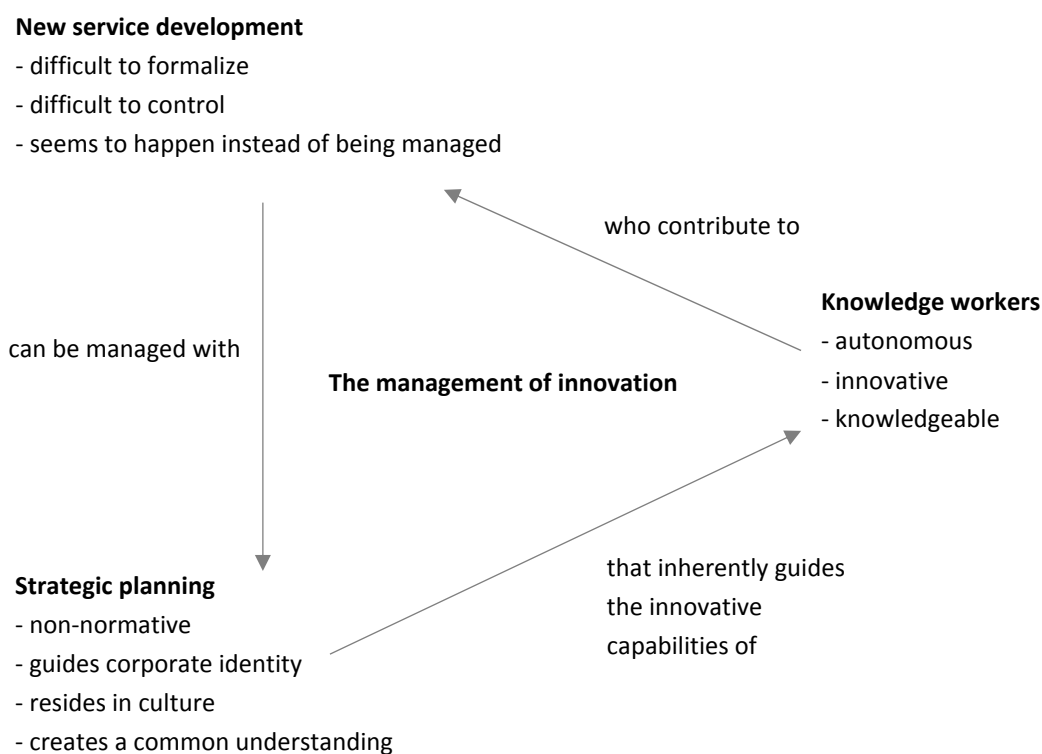 New service development
- difficult to formalize
- difficult to control
- seems to happen instead of being managed
who contribute to
Knowledge workers
- autonomous
- innovative
- knowledgeable
can be managed with
The management of innovation
Strategic planning
- non-normative
- guides corporate identity
- resides in culture
- creates a common understanding
that inherently guides
the innovative
capabilities of